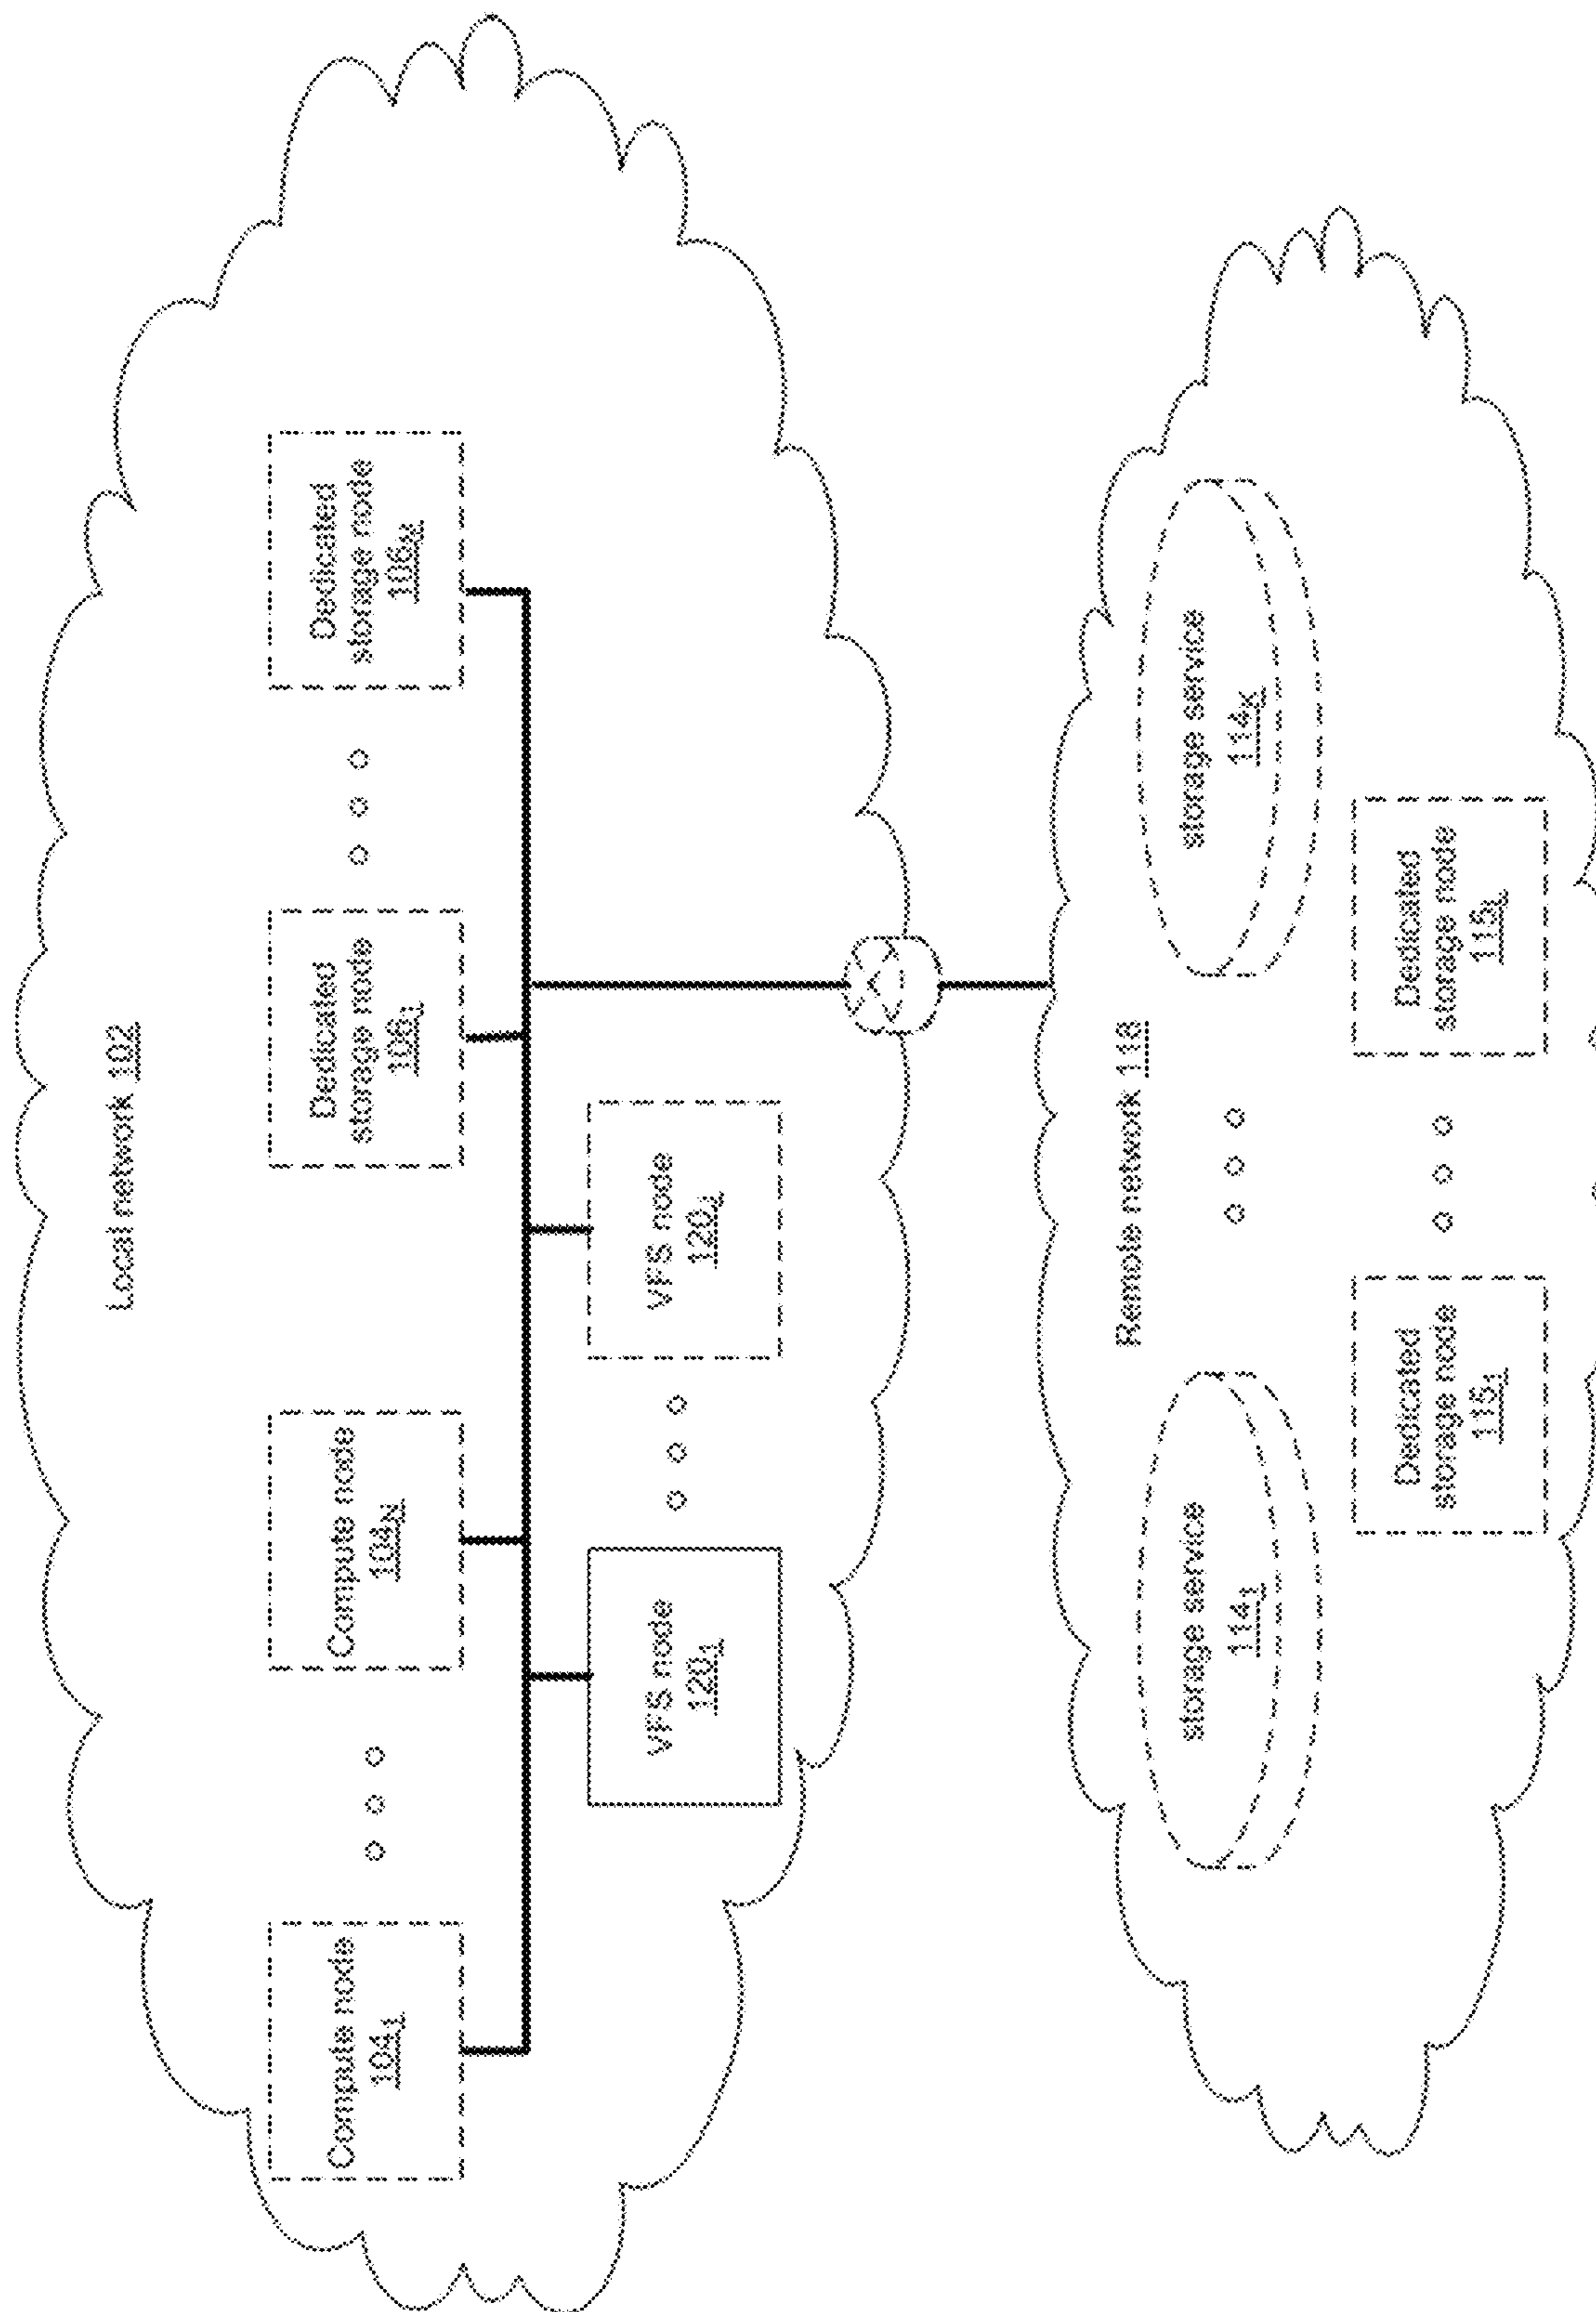 Local network 102
Compute node
104₁
Compute node
104N
Dedicated
storage node
106₁
Dedicated
storage node
106M
VFS node
120₁
VFS node
120J
Remote network 118
storage service
114₁
storage service
114K
Dedicated
storage node
115₁
Dedicated
storage node
115L